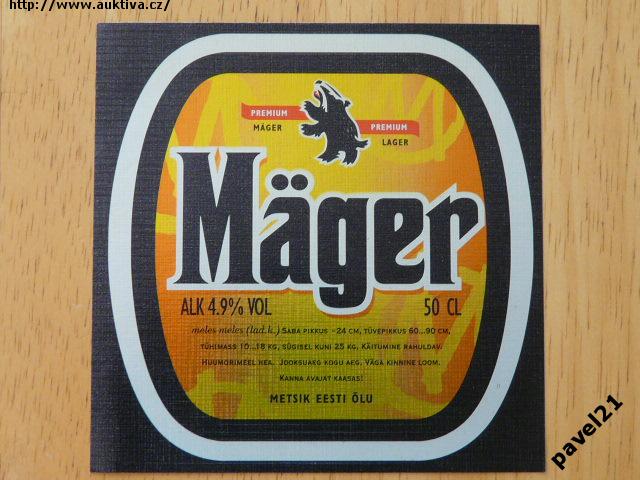 http://www.auktiva.cz/
PREMIUM
MÄGER
PREMIUM
LAGER
Mäger
ALK 4.9% VOL 50 CL
meles meles (lad.k.) SABA PIKKUS ~24 CM, TÜVEPIKKUS 60...90 CM,
TÜHIMASS 10...18 KG, SÜGISEL KUNI 25 KG. KÄITUMINE RAHULDAV.
HUUMORIMEEL HEA. JOOKSUAEG KOGU AEG. VÄGA KINNINE LOOM.
KANNA AVAJAT KAASAS!
METSIK EESTI ÕLU
pavel21